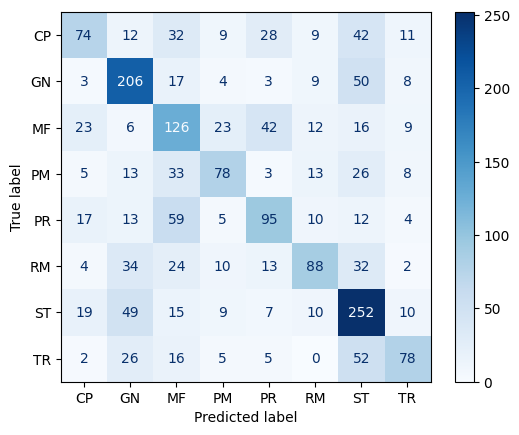 CP 74 12 32 9 28 9 42 11
GN 3 206 17 4 3 9 50 8
MF 23 6 126 23 42 12 16 9
PM 5 13 33 78 3 13 26 8
PR 17 13 59 5 95 10 12 4
RM 4 34 24 10 13 88 32 2
ST 19 49 15 9 7 10 252 10
TR 2 26 16 5 5 0 52 78
CP GN MF PM PR RM ST TR
Predicted label
True label
250
200
150
100
50
0